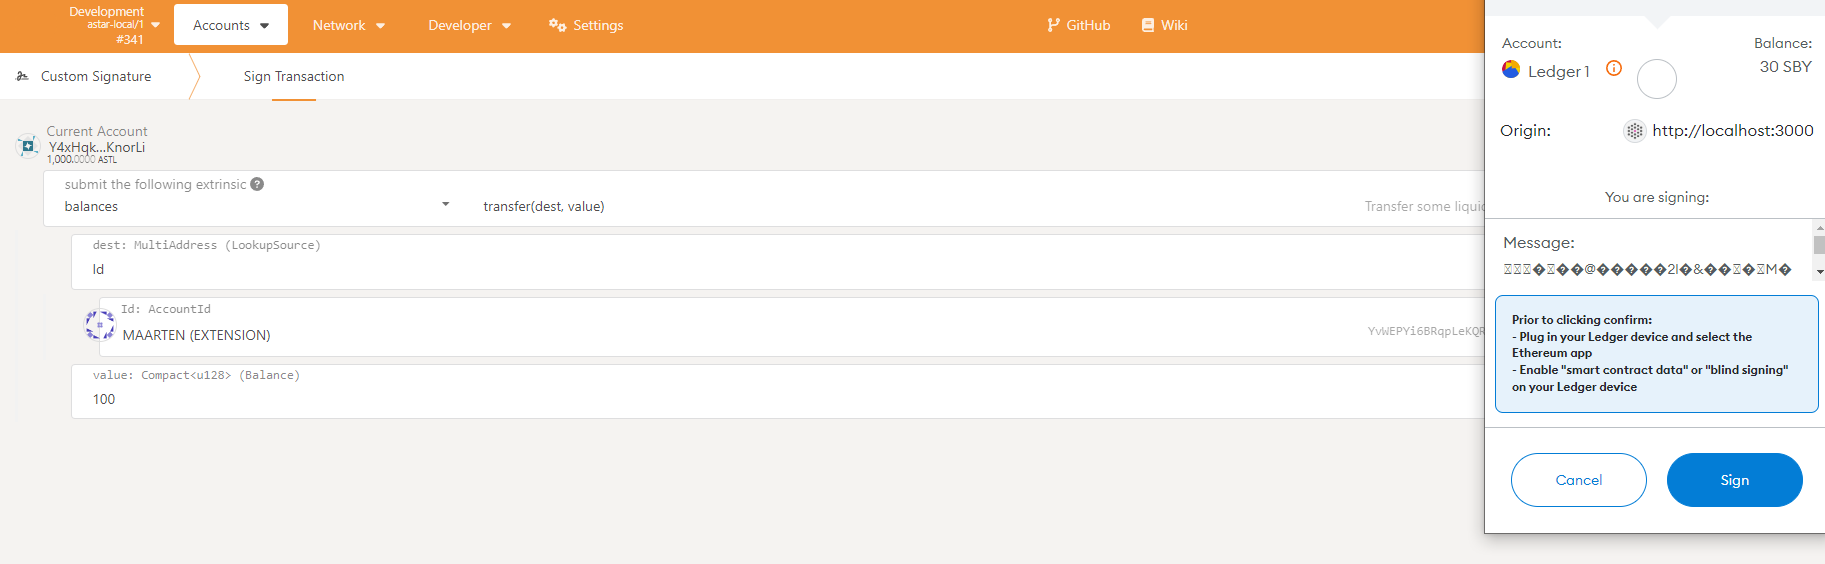 Development
astar-local/1
#341
Accounts
Network
Developer
Settings
GitHub
Wiki
Custom Signature
Sign Transaction
Current Account
Y4xHqk...KnorLi
1,000.0000 ASTL
submit the following extrinsic ?
balances
transfer(dest, value)
Transfer some liquid
dest: MultiAddress (LookupSource)
Id
Id: AccountId
MAARTEN (EXTENSION)
YvWEPYi6BRqpLeKQR
value: Compact<u128> (Balance)
100
Account:
Balance:
Ledger 1
30 SBY
Origin:
http://localhost:3000
You are signing:
Message:
���@�����2l�&����M�
Prior to clicking confirm:
- Plug in your Ledger device and select the
Ethereum app
- Enable "smart contract data" or "blind signing"
on your Ledger device
Cancel
Sign